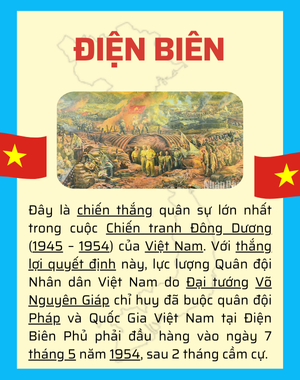 ĐIỆN BIÊN
Đây là chiến thắng quân sự lớn nhất
trong cuộc Chiến tranh Đông Dương
(1945 - 1954) của Việt Nam. Với thắng
lợi quyết định này, lực lượng Quân đội
Nhân dân Việt Nam do Đại tướng Võ
Nguyên Giáp chỉ huy đã buộc quân đội
Pháp và Quốc Gia Việt Nam tại Điện
Biên Phủ phải đầu hàng vào ngày 7
tháng 5 năm 1954, sau 2 tháng cầm cự.